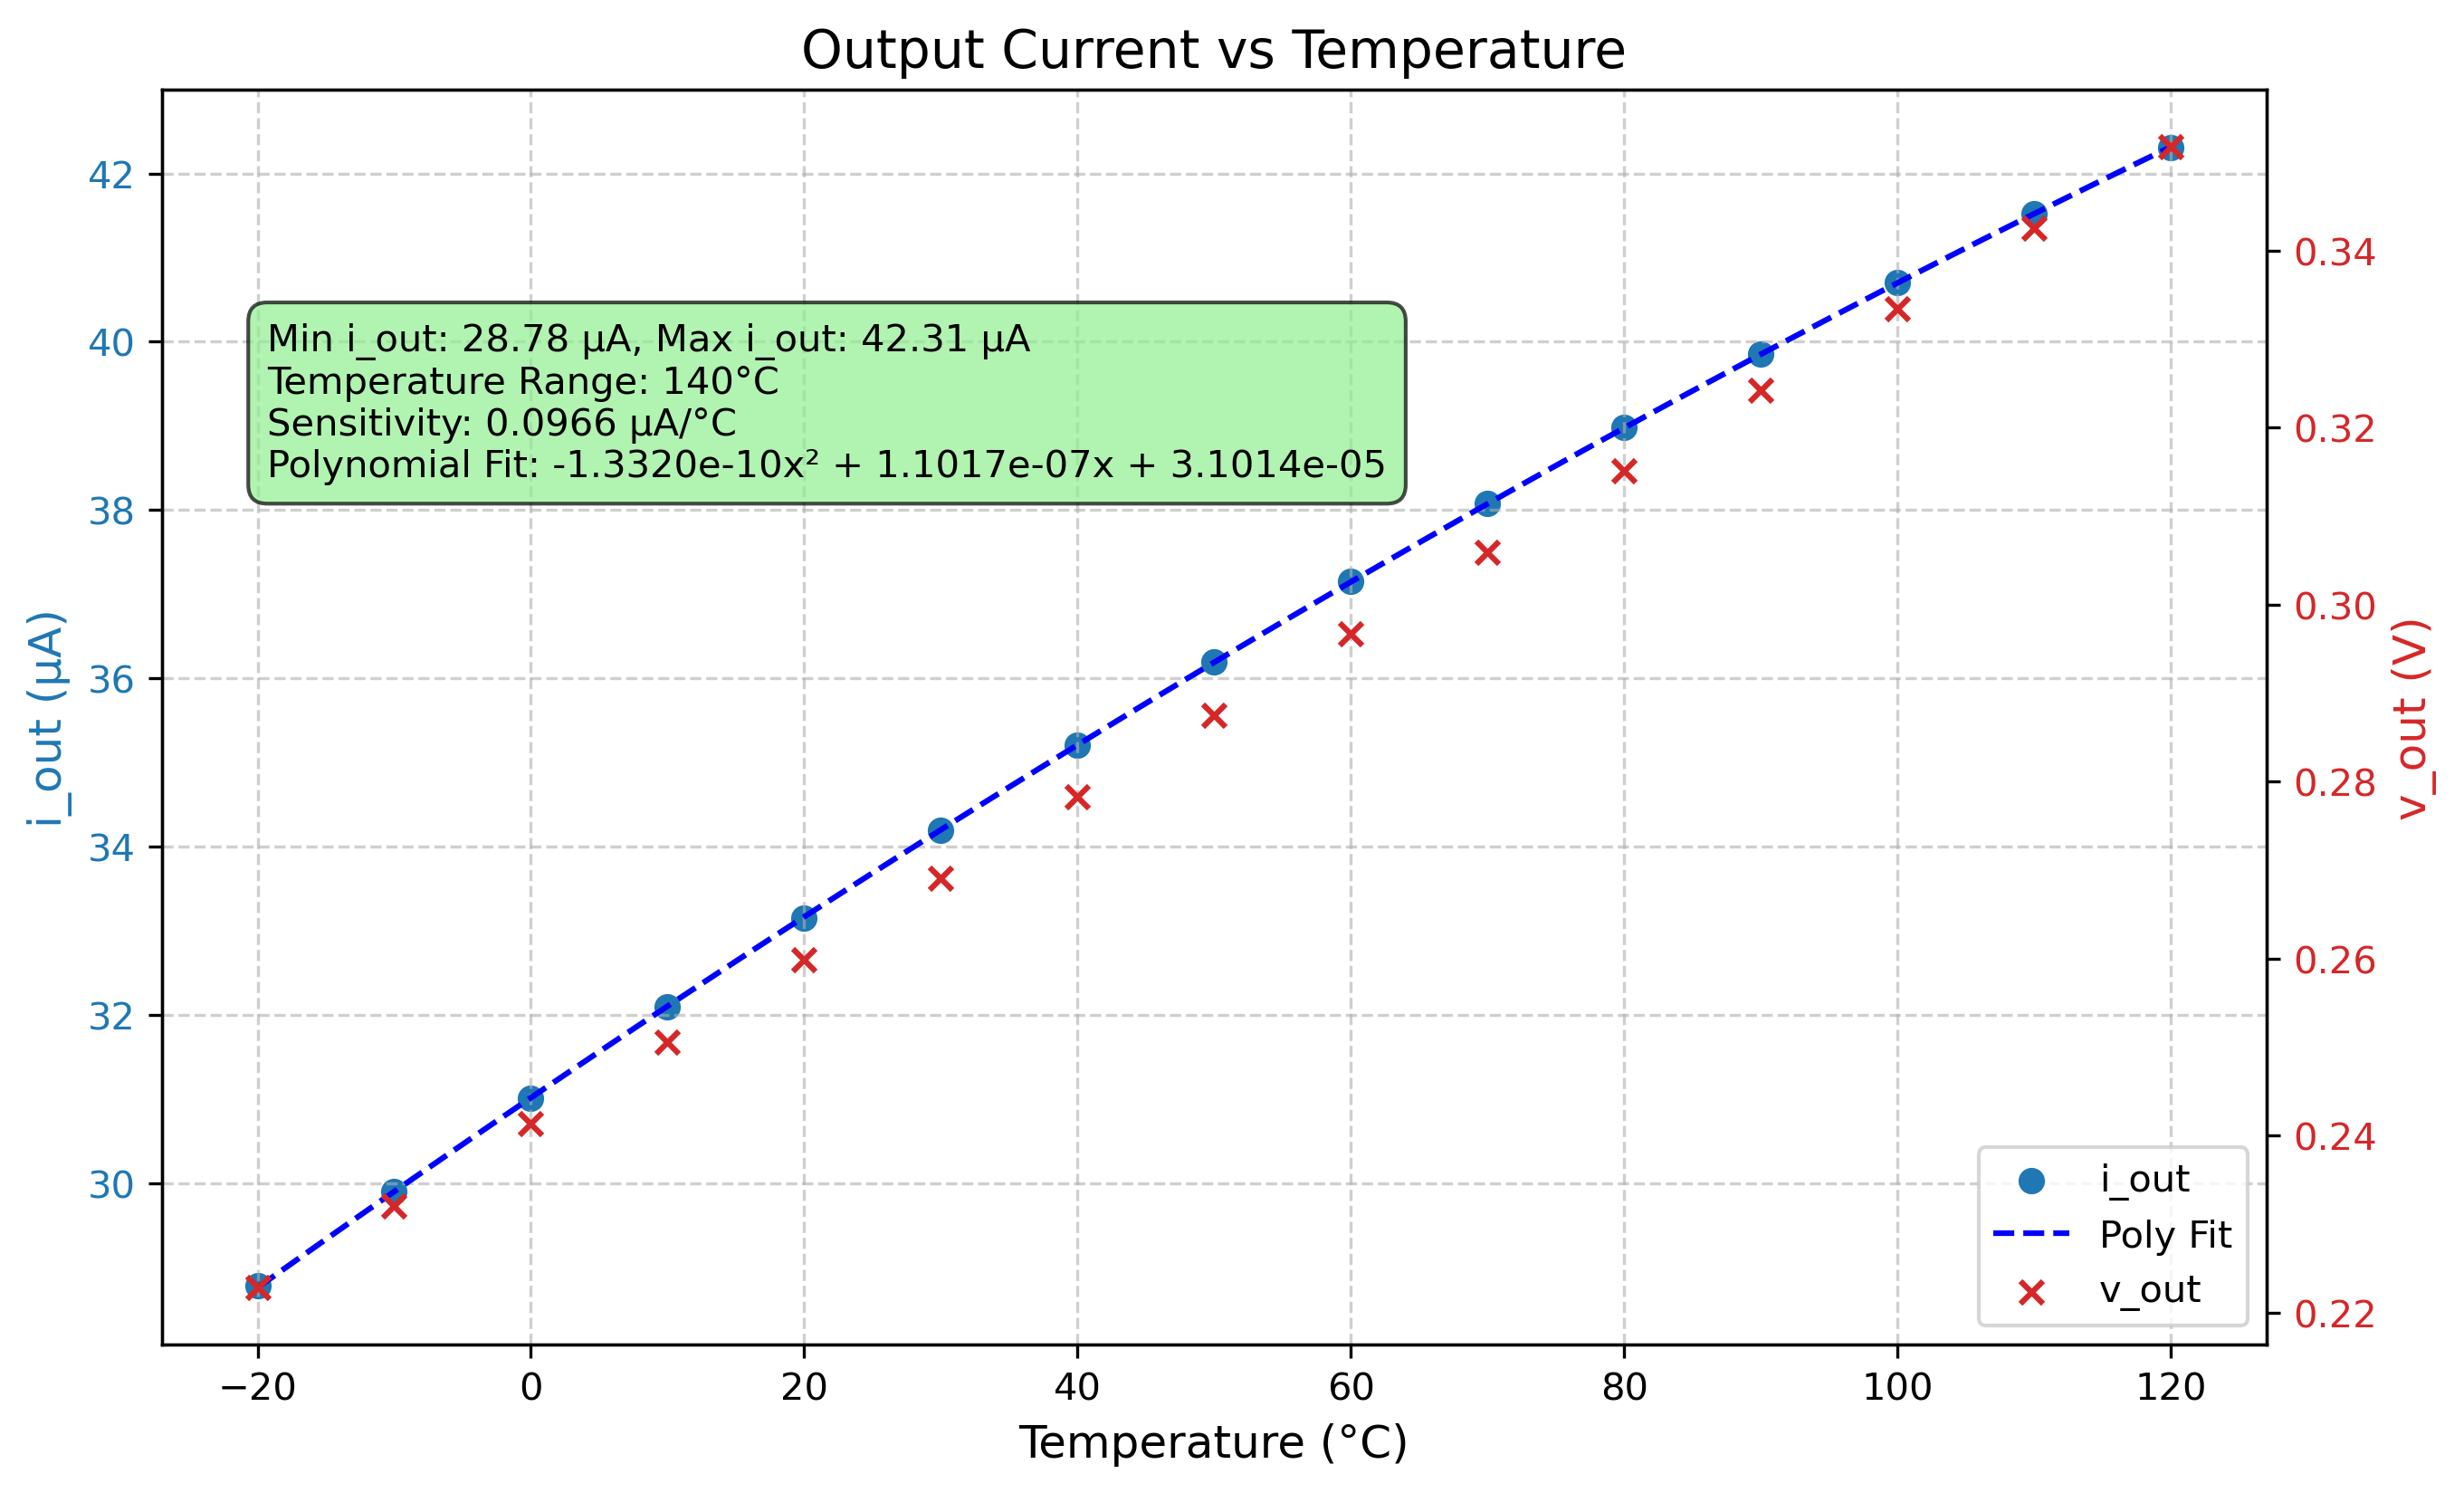 Output Current vs Temperature
42
40
38
36
34
32
30
i_out (µA)
Min i_out: 28.78 µA, Max i_out: 42.31 µA
Temperature Range: 140°C
Sensitivity: 0.0966 µA/°C
Polynomial Fit: -1.3320e-10x² + 1.1017e-07x + 3.1014e-05
0.34
0.32
0.30
0.28
0.26
0.24
0.22
v_out (V)
i_out
Poly Fit
v_out
−20 0 20 40 60 80 100 120
Temperature (°C)